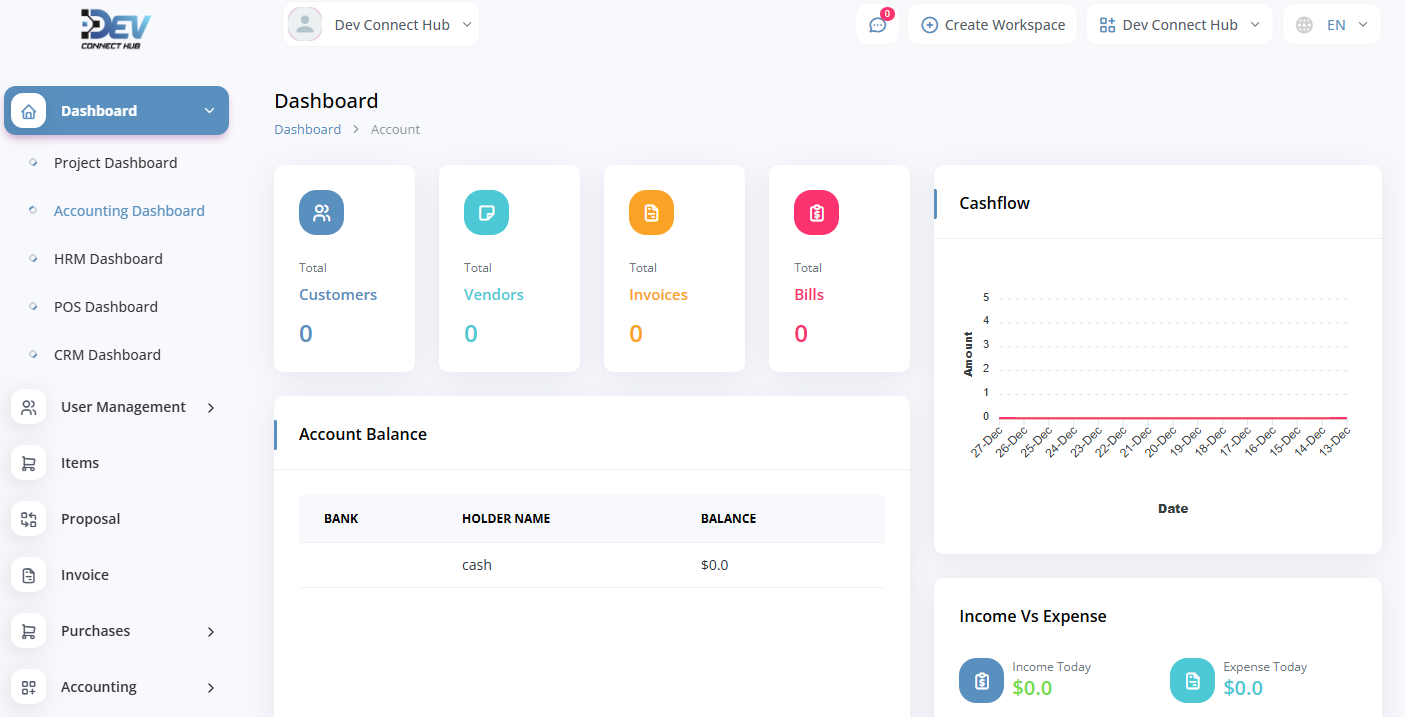 DEV
CONNECT HUB
Dev Connect Hub
0
Create Workspace
Dev Connect Hub
EN
Dashboard
Project Dashboard
Accounting Dashboard
HRM Dashboard
POS Dashboard
CRM Dashboard
User Management
Items
Proposal
Invoice
Purchases
Accounting
Dashboard
Dashboard > Account
Total
Customers
0
Total
Vendors
0
Total
Invoices
0
Total
Bills
0
Account Balance
BANK HOLDER NAME BALANCE
cash $0.0
Cashflow
5
4
3
2
1
0
Amount
27-Dec 26-Dec 25-Dec 24-Dec 23-Dec 22-Dec 21-Dec 20-Dec 19-Dec 18-Dec 17-Dec 16-Dec 15-Dec 14-Dec 13-Dec
Date
Income Vs Expense
Income Today
$0.0
Expense Today
$0.0